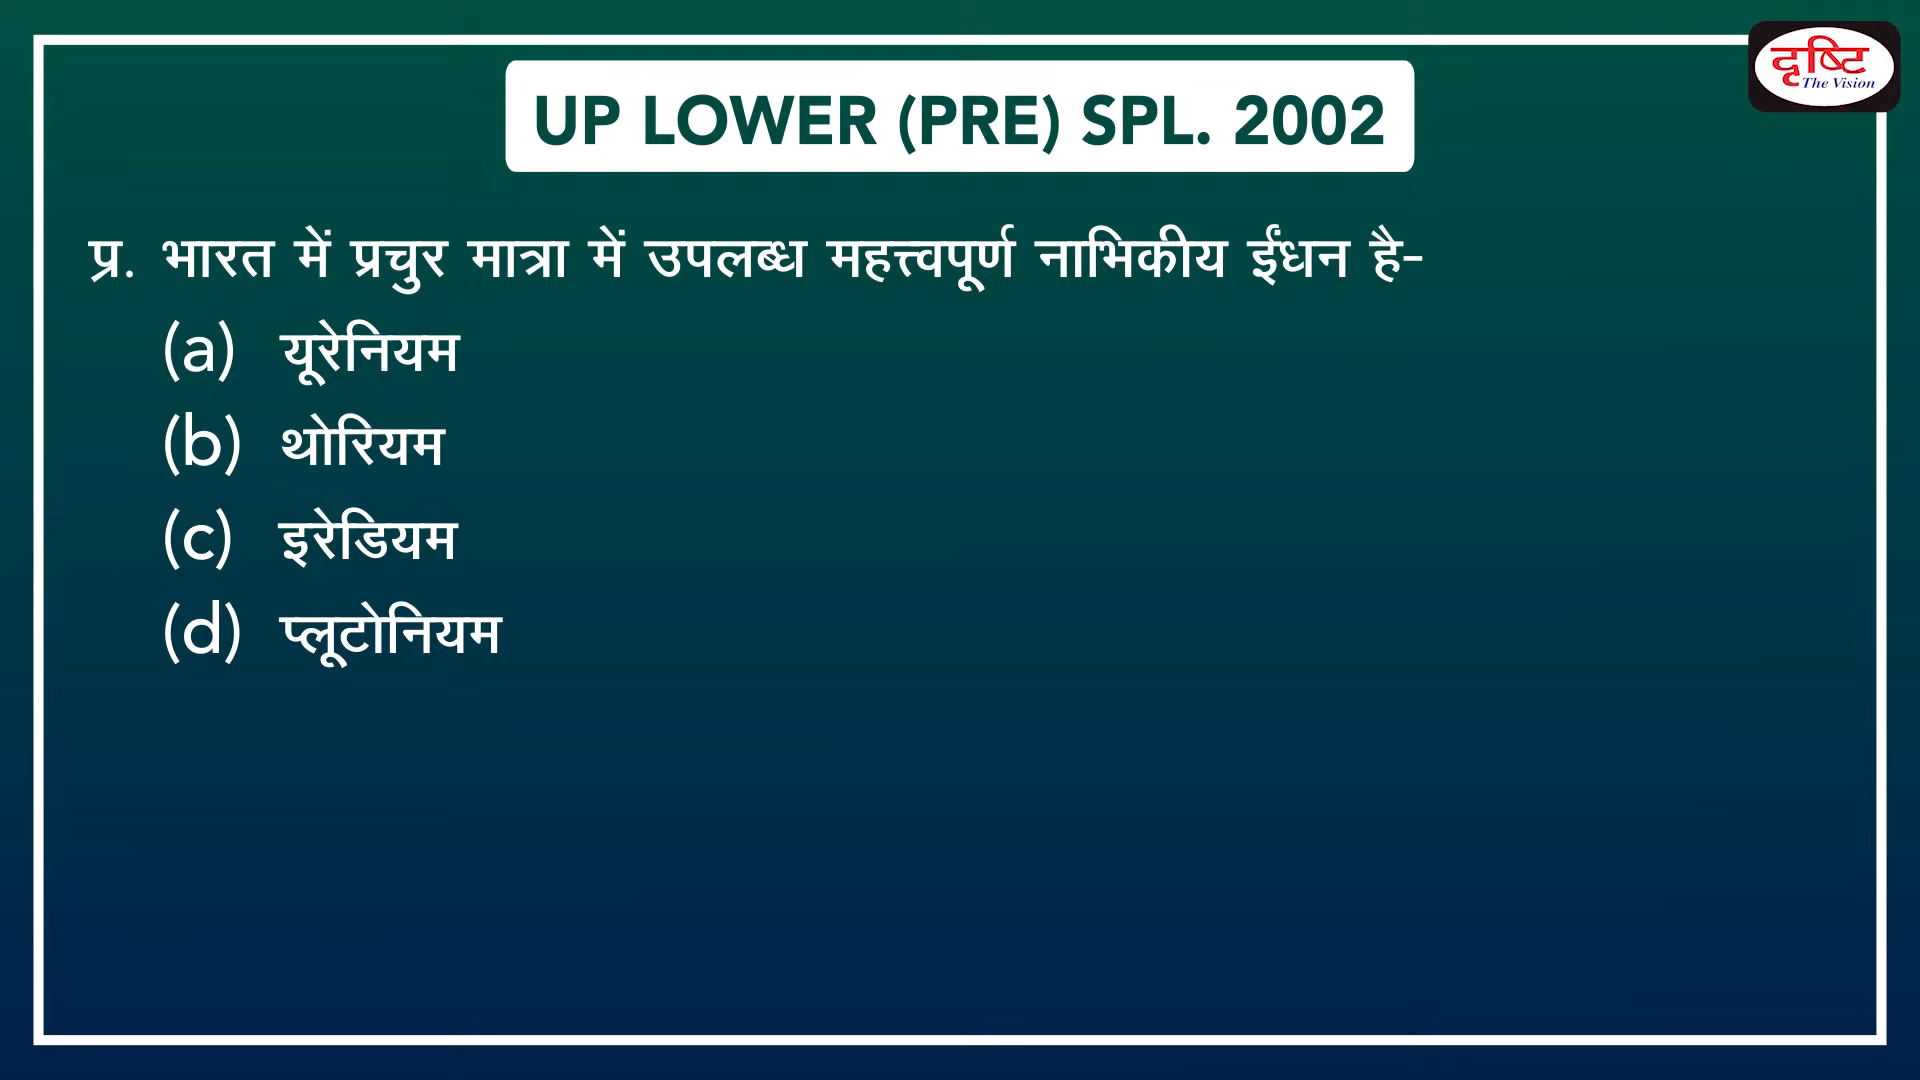 दृष्टि
The Vision
UP LOWER (PRE) SPL. 2002
प्र. भारत में प्रचुर मात्रा में उपलब्ध महत्त्वपूर्ण नाभिकीय ईंधन है-
(a) यूरेनियम
(b) थोरियम
(c) इरेडियम
(d) प्लूटोनियम